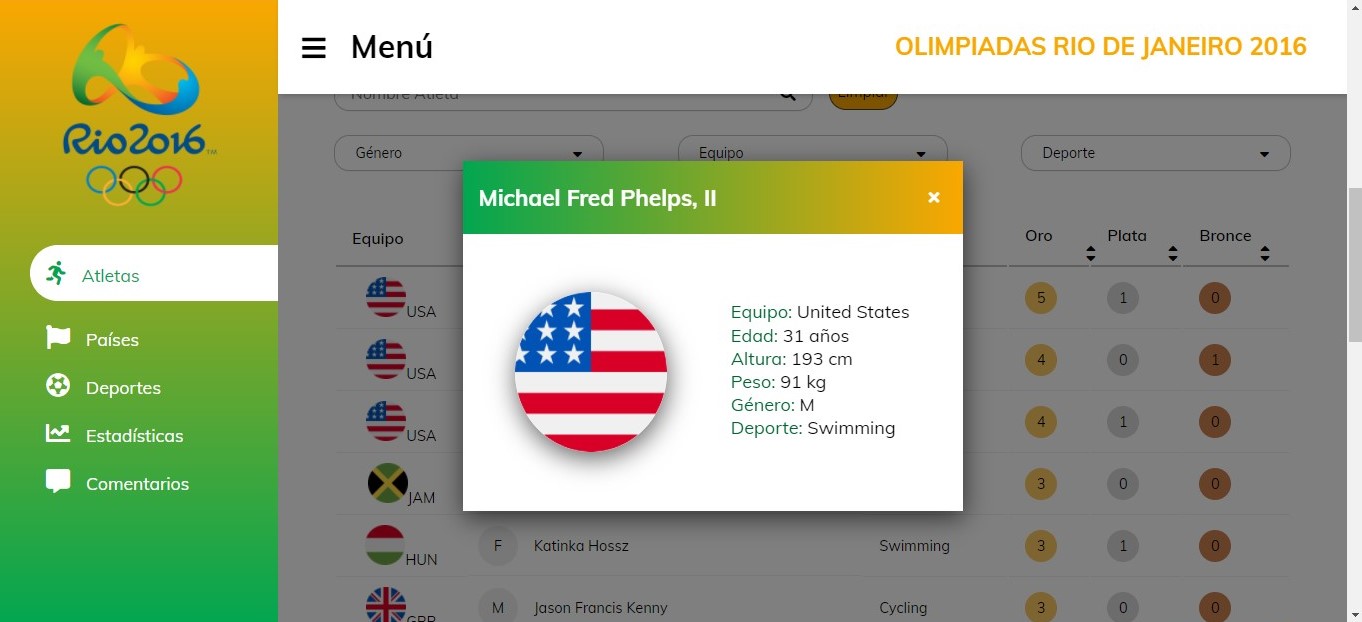 Rio2016™
Atletas
Países
Deportes
Estadísticas
Comentarios
Menú
OLIMPIADAS RIO DE JANEIRO 2016
Nombre Atleta
Limpiar
Género
Equipo
Deporte
Equipo
Oro
Plata
Bronce
Michael Fred Phelps, II
×
Equipo: United States
Edad: 31 años
Altura: 193 cm
Peso: 91 kg
Género: M
Deporte: Swimming
USA 5 1 0
USA 4 0 1
USA 4 1 0
JAM 3 0 0
HUN F Katinka Hossz Swimming 3 1 0
GBR M Jason Francis Kenny Cycling 3 0 0